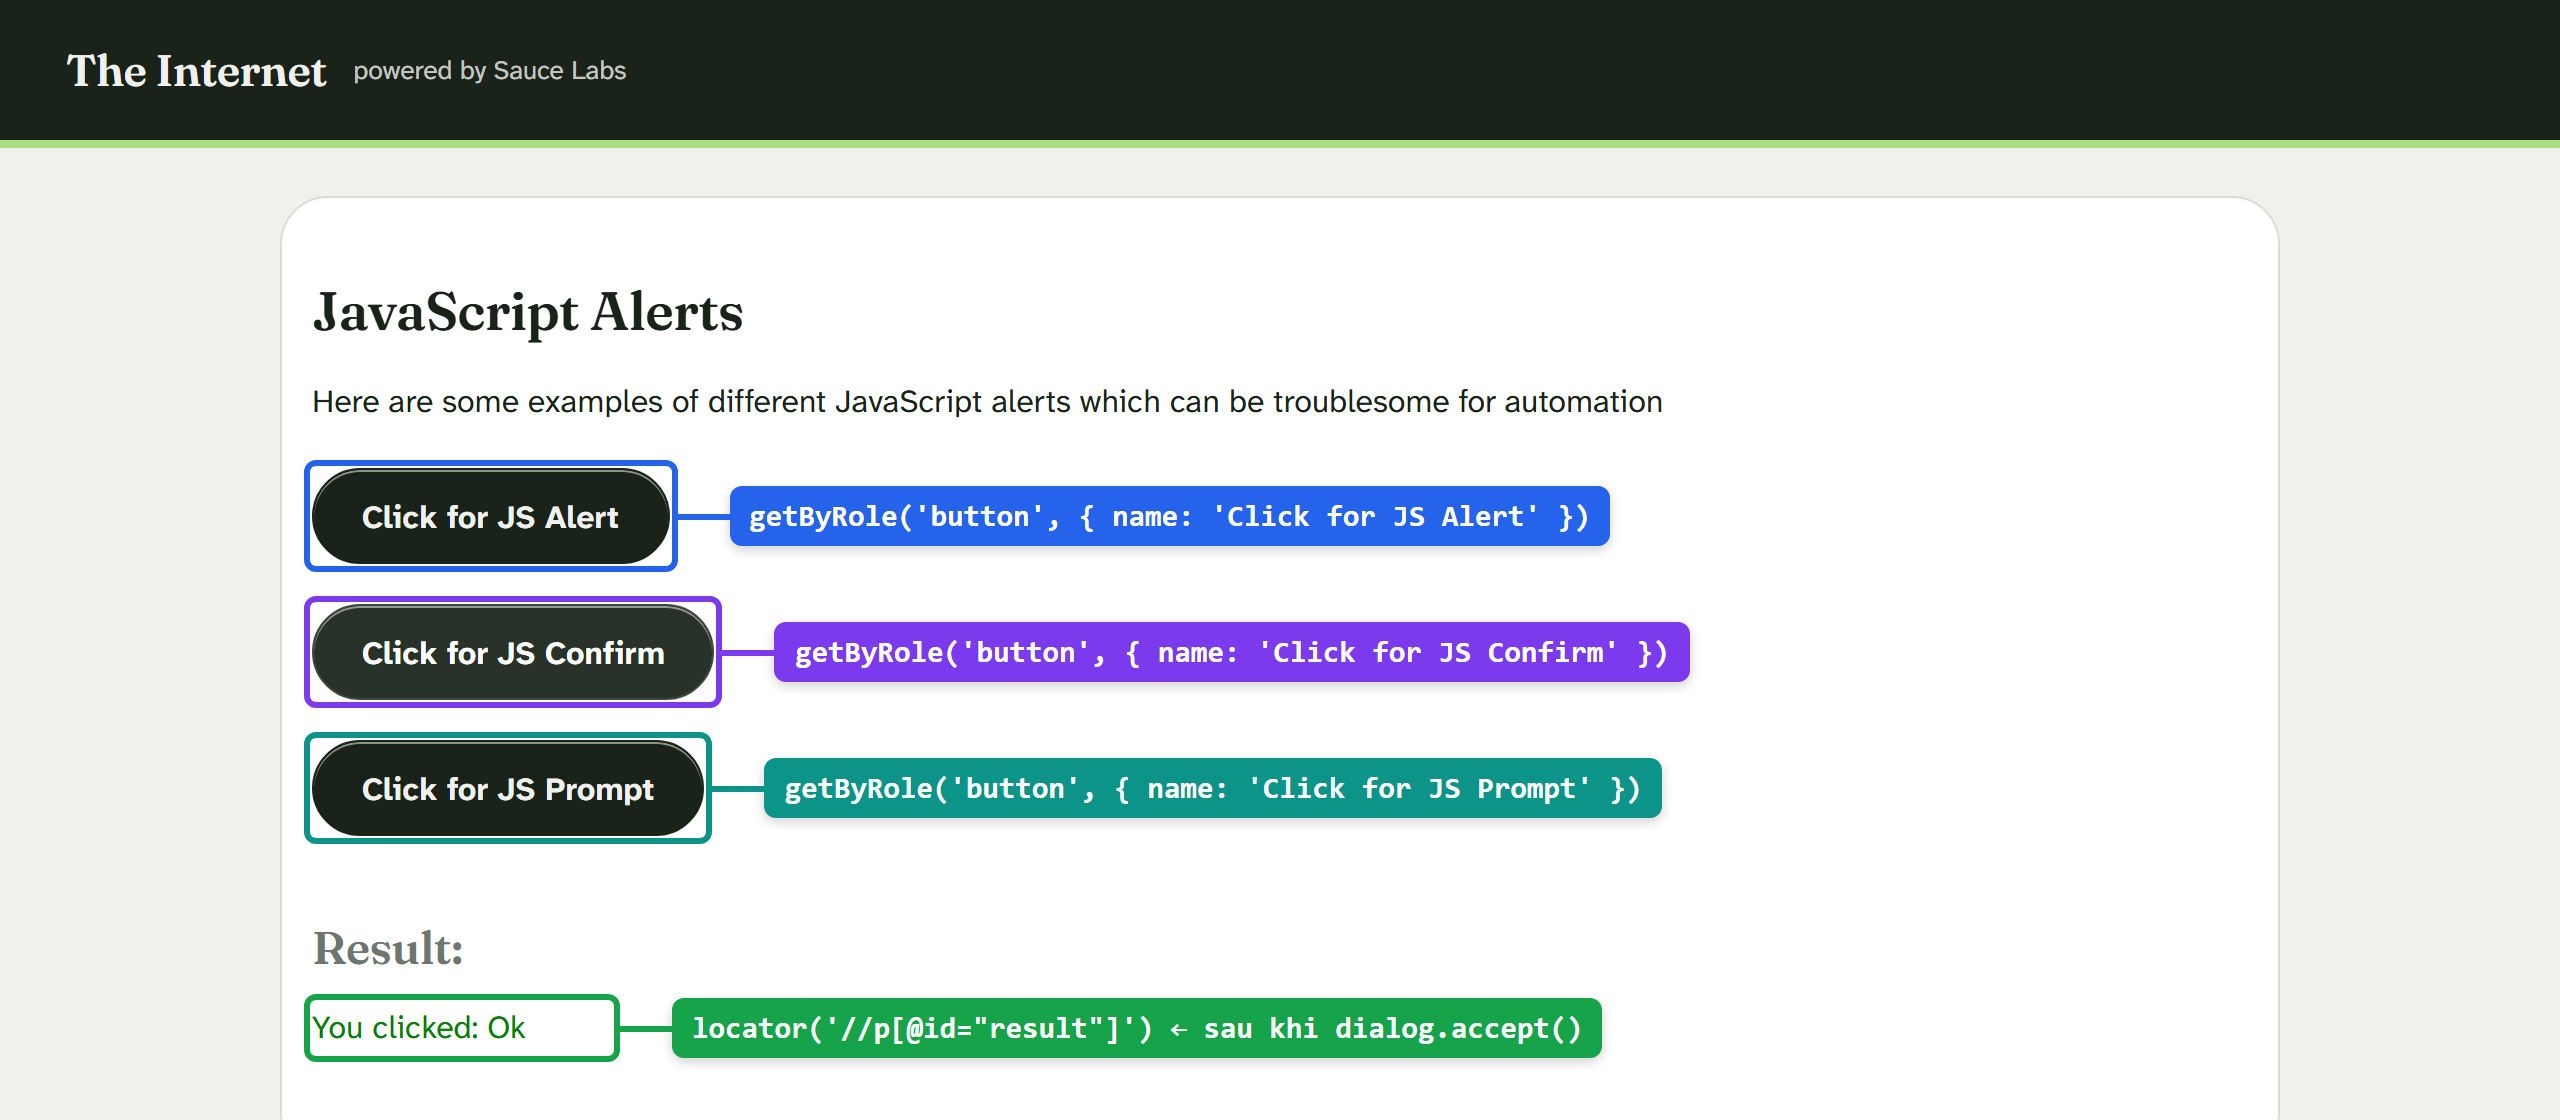 The Internet powered by Sauce Labs
JavaScript Alerts
Here are some examples of different JavaScript alerts which can be troublesome for automation
Click for JS Alert getByRole('button', { name: 'Click for JS Alert' })
Click for JS Confirm getByRole('button', { name: 'Click for JS Confirm' })
Click for JS Prompt getByRole('button', { name: 'Click for JS Prompt' })
Result:
You clicked: Ok locator('//p[@id="result"]') ← sau khi dialog.accept()